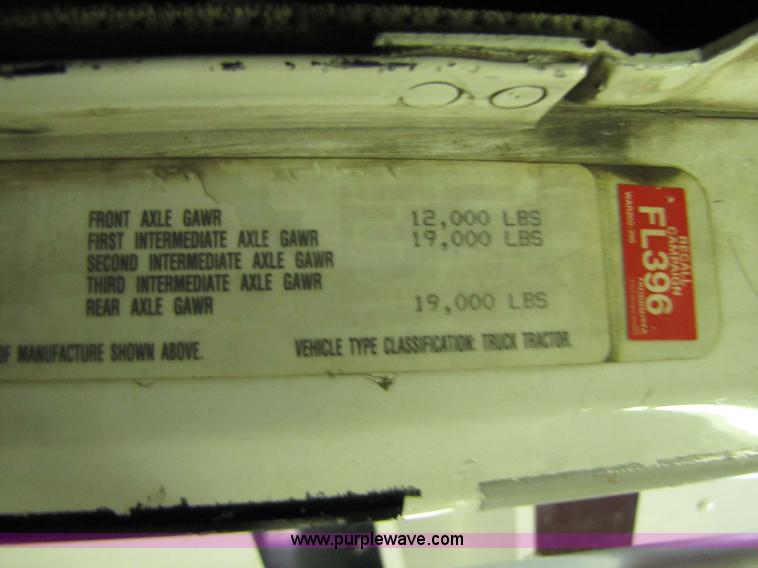 FRONT AXLE GAWR 12,000 LBS
FIRST INTERMEDIATE AXLE GAWR 19,000 LBS
SECOND INTERMEDIATE AXLE GAWR
THIRD INTERMEDIATE AXLE GAWR
REAR AXLE GAWR 19,000 LBS
OF MANUFACTURE SHOWN ABOVE. VEHICLE TYPE CLASSIFICATION: TRUCK TRACTOR.
RECALL
CAMPAIGN
FL396
FREIGHTLINER
www.purplewave.com